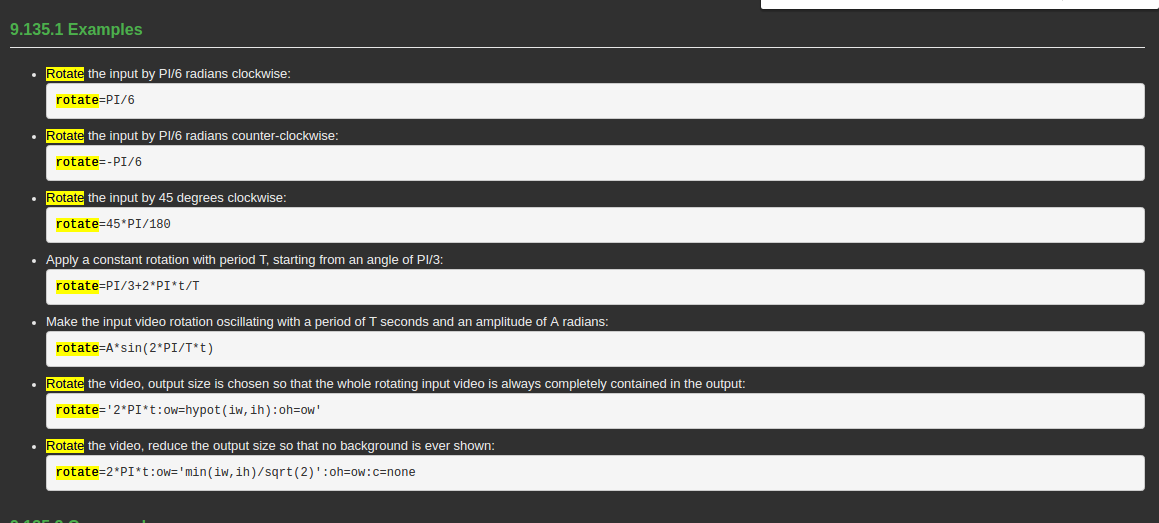 9.135.1 Examples
Rotate the input by PI/6 radians clockwise:
rotate=PI/6
Rotate the input by PI/6 radians counter-clockwise:
rotate=-PI/6
Rotate the input by 45 degrees clockwise:
rotate=45*PI/180
Apply a constant rotation with period T, starting from an angle of PI/3:
rotate=PI/3+2*PI*t/T
Make the input video rotation oscillating with a period of T seconds and an amplitude of A radians:
rotate=A*sin(2*PI/T*t)
Rotate the video, output size is chosen so that the whole rotating input video is always completely contained in the output:
rotate='2*PI*t:ow=hypot(iw,ih):oh=ow'
Rotate the video, reduce the output size so that no background is ever shown:
rotate=2*PI*t:ow='min(iw,ih)/sqrt(2)':oh=ow:c=none